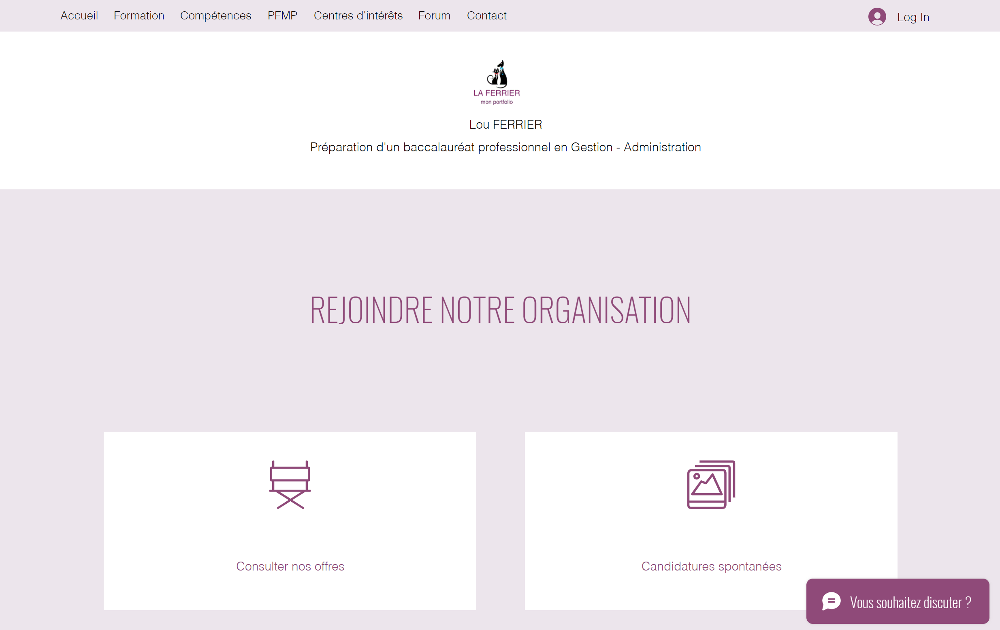 Accueil Formation Compétences PFMP Centres d'intérêts Forum Contact Log In
LA FERRIER
mon portfolio
Lou FERRIER
Préparation d'un baccalauréat professionnel en Gestion - Administration
REJOINDRE NOTRE ORGANISATION
Consulter nos offres
Candidatures spontanées
Vous souhaitez discuter ?